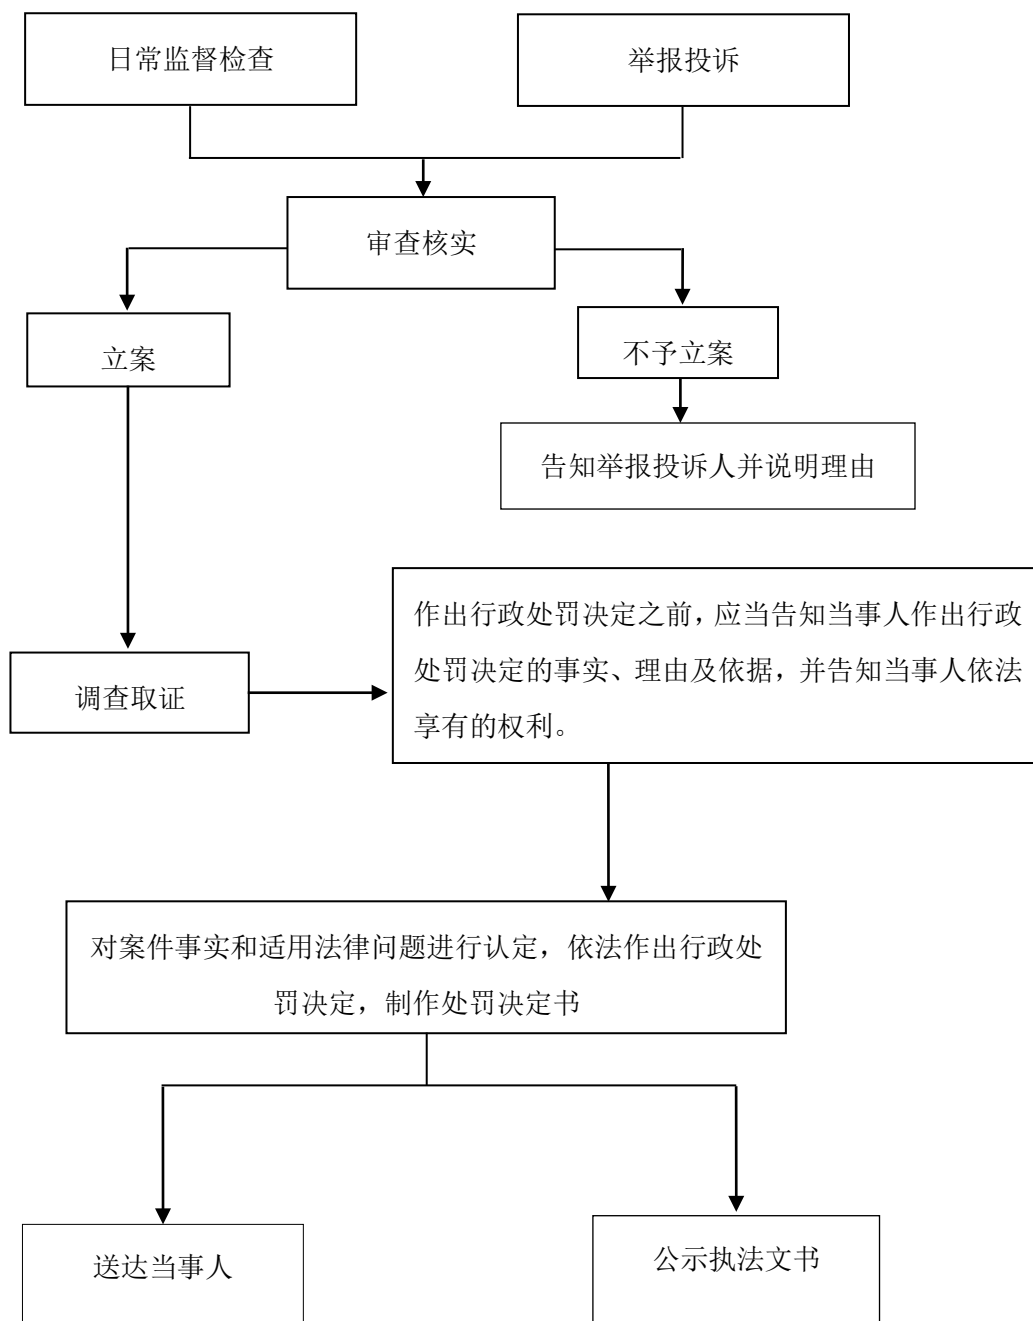 日常监督检查
举报投诉
审查核实
立案
不予立案
告知举报投诉人并说明理由
作出行政处罚决定之前，应当告知当事人作出行政
处罚决定的事实、理由及依据，并告知当事人依法
享有的权利。
调查取证
对案件事实和适用法律问题进行认定，依法作出行政处
罚决定，制作处罚决定书
送达当事人
公示执法文书